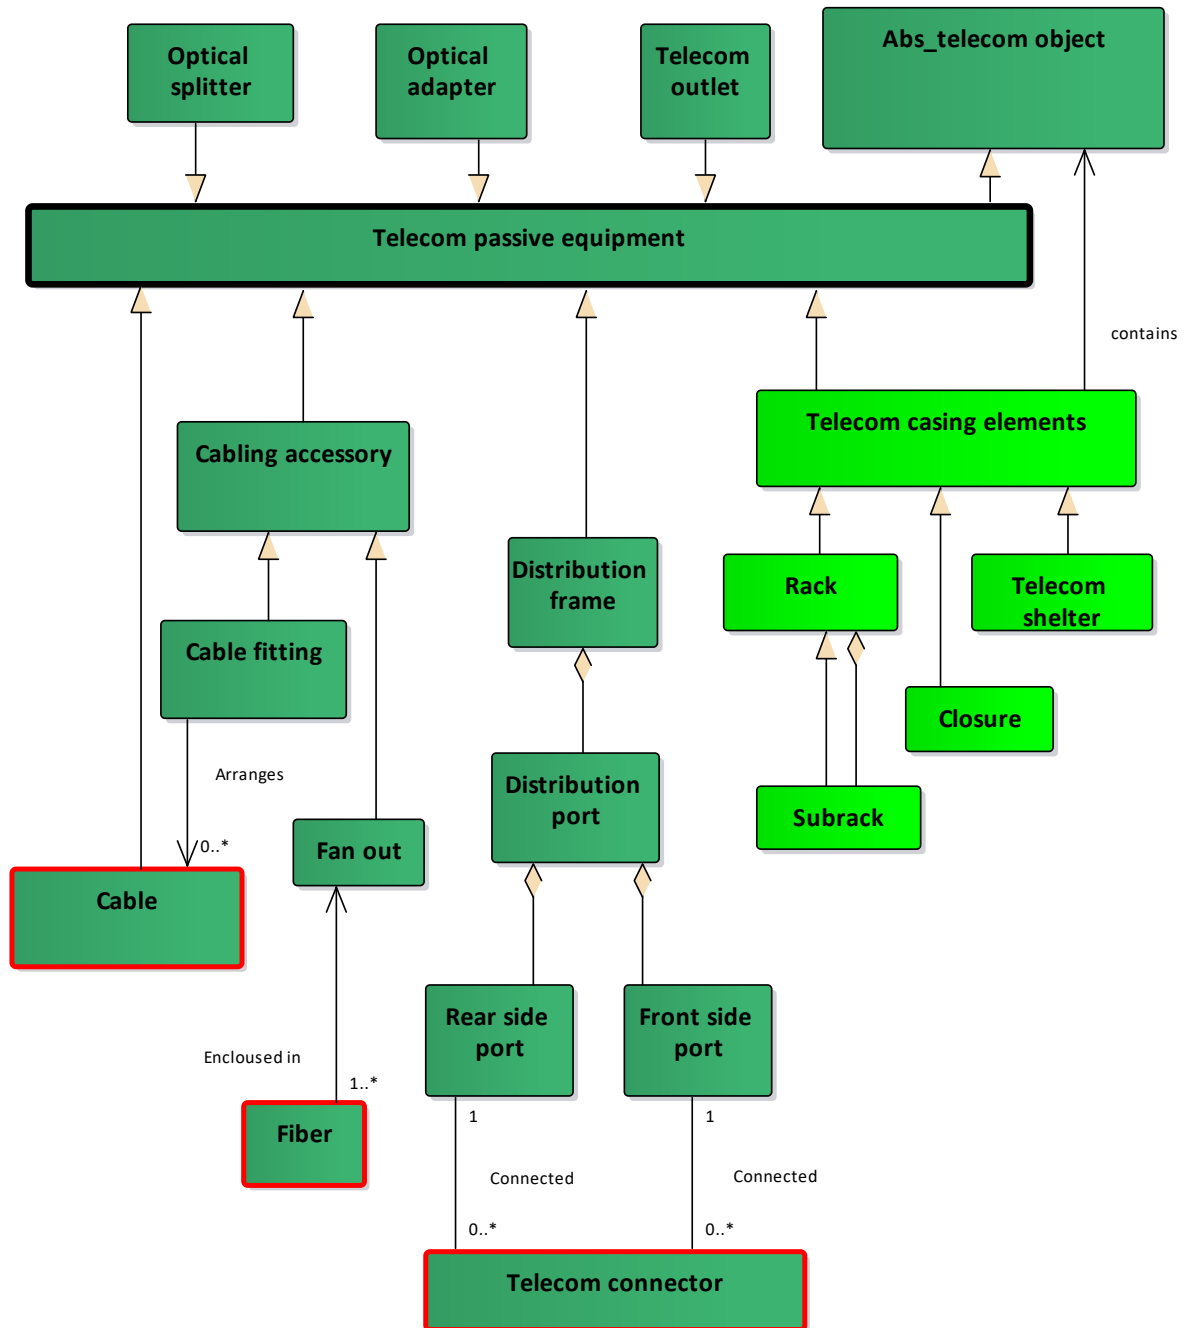 Optical
splitter
Optical
adapter
Telecom
outlet
Abs_telecom object
Telecom passive equipment
contains
Telecom casing elements
Cabling accessory
Distribution
frame
Rack
Telecom
shelter
Cable fitting
Closure
Arranges
Distribution
port
Subrack
0..*
Fan out
Cable
Rear side
port
Front side
port
Encloused in
1..*
Fiber
1
1
Connected
Connected
0..*
0..*
Telecom connector